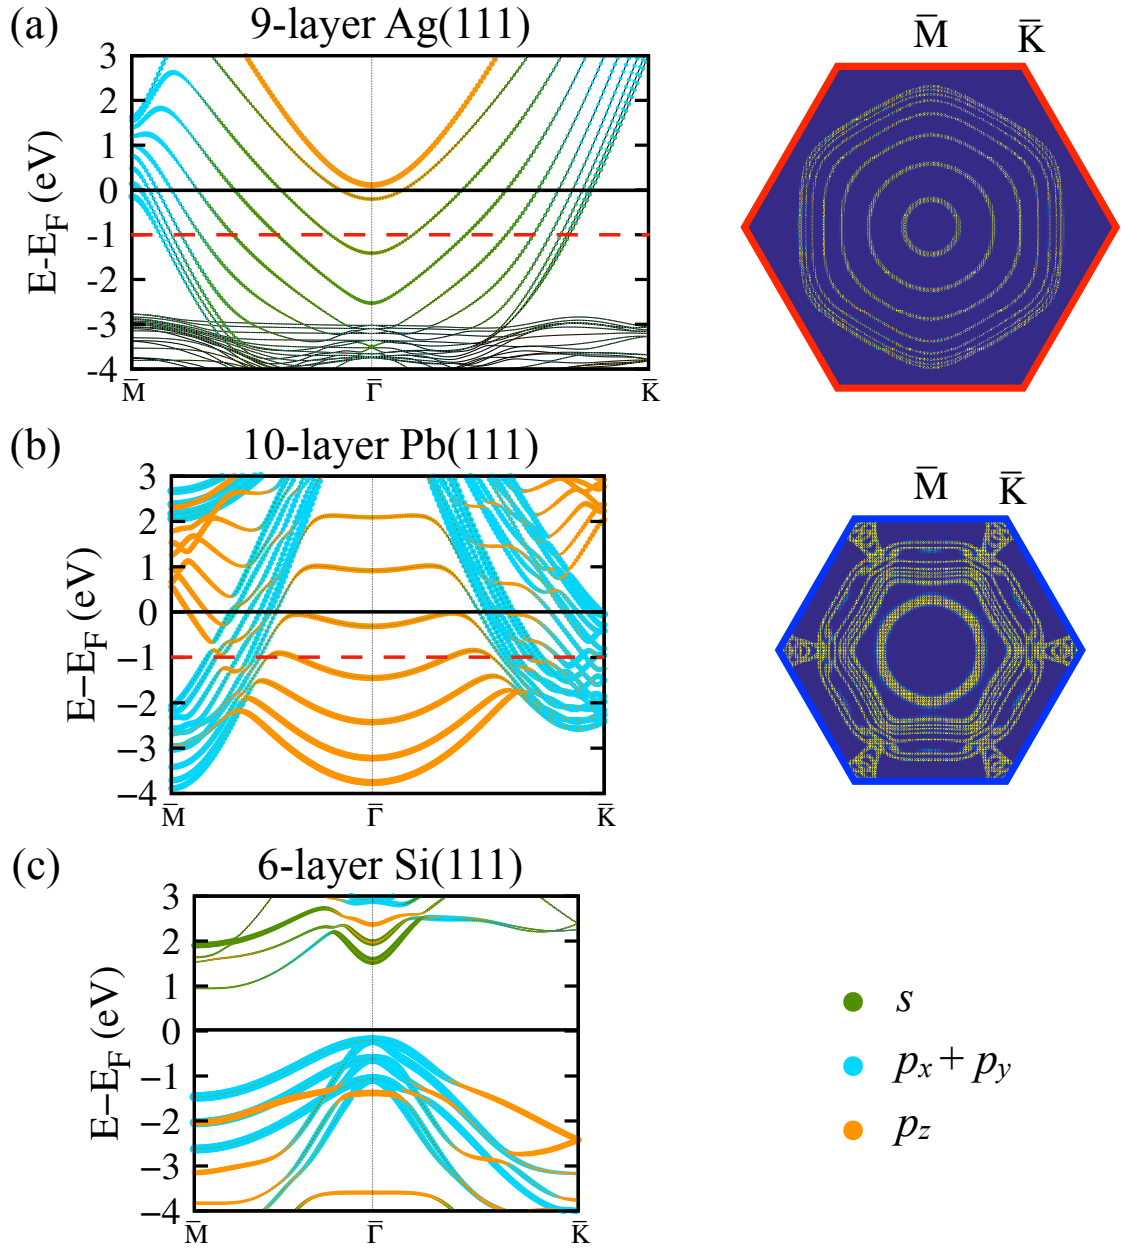 (a) 9-layer Ag(111)
M̄ K̄
3
2
1
0
-1
-2
-3
-4
E-E_F (eV)
M̄ Γ̄ K̄
(b) 10-layer Pb(111)
M̄ K̄
3
2
1
0
−1
−2
−3
−4
E−E_F (eV)
M̄ Γ̄ K̄
(c) 6-layer Si(111)
3
2
1
0
−1
−2
−3
−4
E−E_F (eV)
M̄ Γ̄ K̄
s
p_x + p_y
p_z